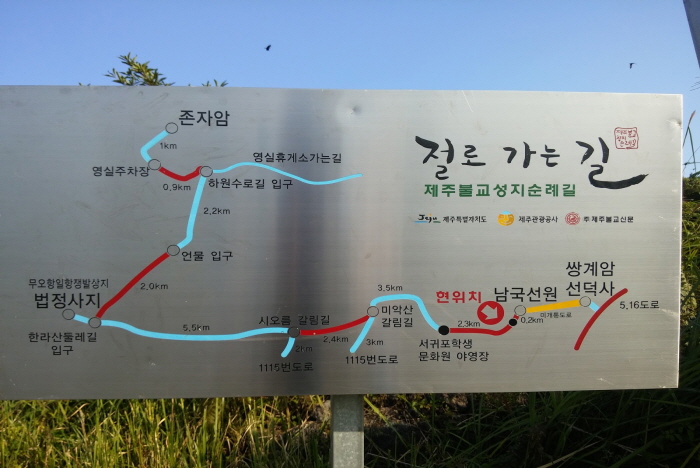 존자암
1km
영실주차장
0.9km
영실휴게소가는길
하원수로길 입구
2.2km
언물 입구
2.0km
무오항일항쟁발상지
법정사지
한라산둘레길
입구
5.5km
시오름 갈림길
2km
1115번도로
2.4km
미악산
갈림길
3km
1115번도로
3.5km
서귀포학생
문화원 야영장
2.3km
현위치
남국선원
0.2km
미개통도로
쌍계암
선덕사
5.16도로
절로 가는 길
제주불교성지순례길
제주특별자치도
제주관광공사
㈜제주불교신문